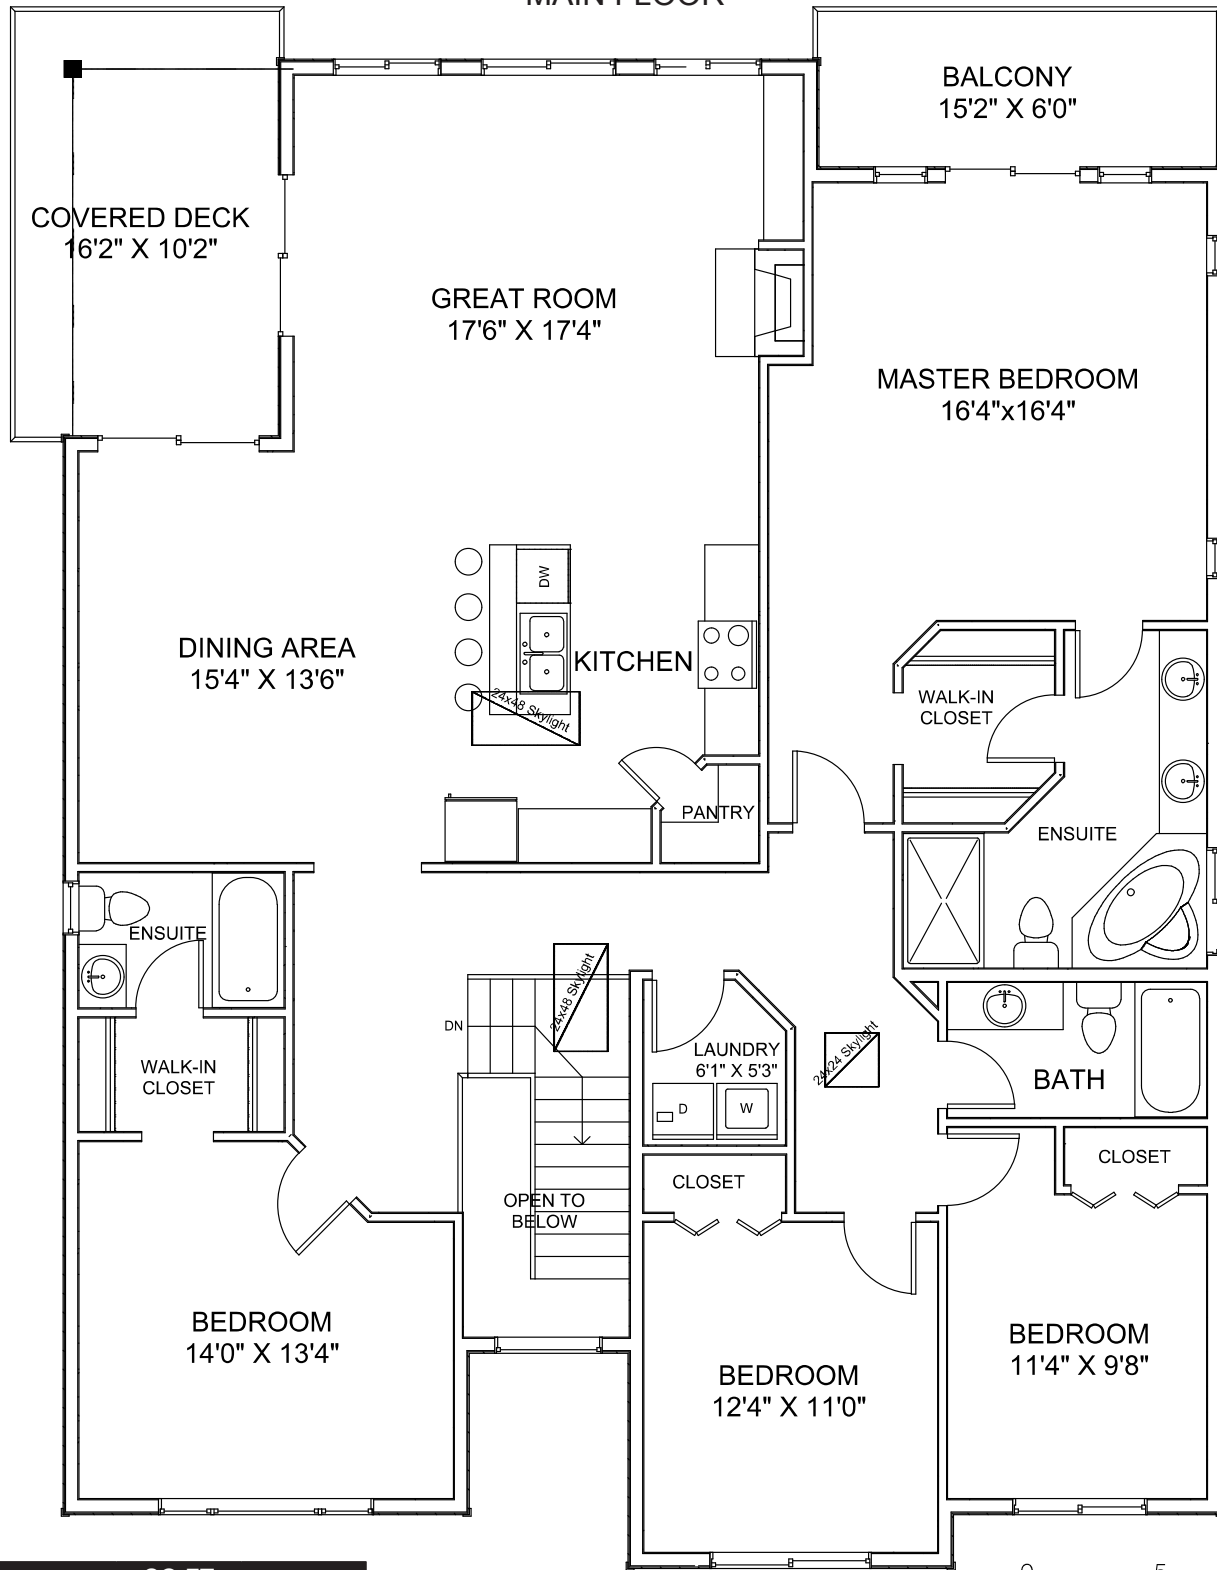 MAIN FLOOR
BALCONY
15'2" X 6'0"
COVERED DECK
16'2" X 10'2"
GREAT ROOM
17'6" X 17'4"
MASTER BEDROOM
16'4"x16'4"
DW
DINING AREA
15'4" X 13'6"
KITCHEN
24x48 Skylight
WALK-IN
CLOSET
PANTRY
ENSUITE
ENSUITE
24x48 Skylight
DN
LAUNDRY
6'1" X 5'3"
24x24 Skylight
WALK-IN
CLOSET
BATH
D
W
CLOSET
CLOSET
OPEN TO
BELOW
BEDROOM
14'0" X 13'4"
BEDROOM
11'4" X 9'8"
BEDROOM
12'4" X 11'0"